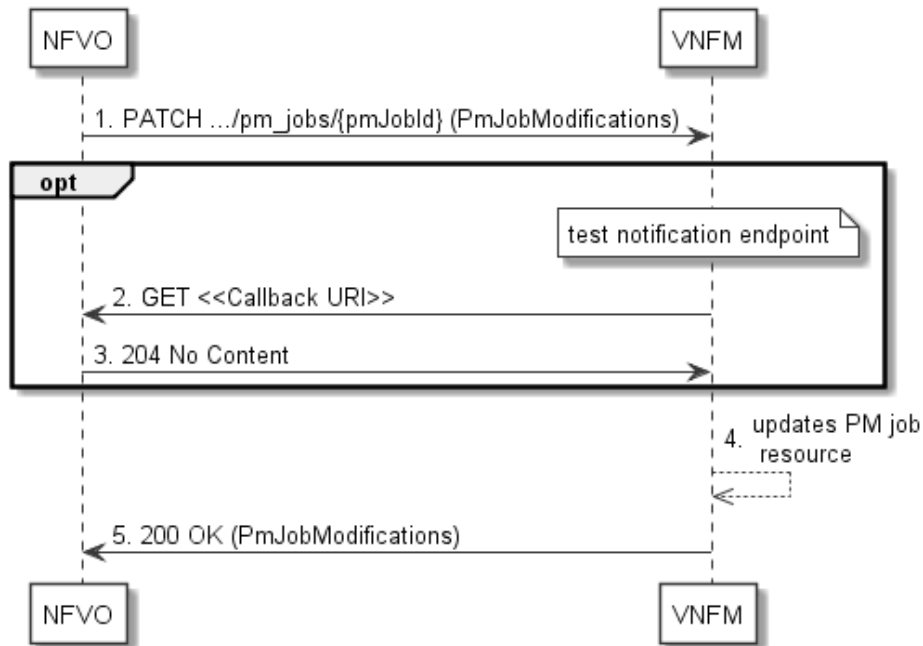 NFVO
VNFM
1. PATCH .../pm_jobs/{pmJobId} (PmJobModifications)
opt
test notification endpoint
2. GET <<Callback URI>>
3. 204 No Content
4. updates PM job
resource
5. 200 OK (PmJobModifications)
NFVO
VNFM